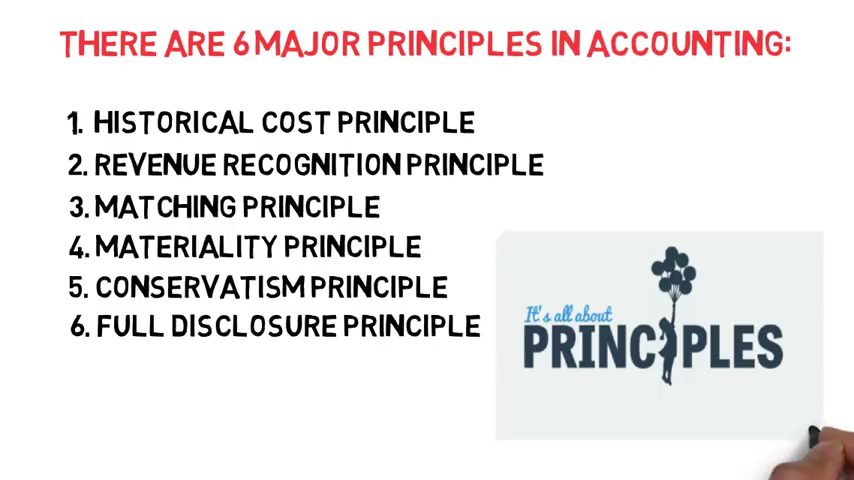 THERE ARE 6 MAJOR PRINCIPLES IN ACCOUNTING:
1. HISTORICAL COST PRINCIPLE
2. REVENUE RECOGNITION PRINCIPLE
3. MATCHING PRINCIPLE
4. MATERIALITY PRINCIPLE
5. CONSERVATISM PRINCIPLE
6. FULL DISCLOSURE PRINCIPLE
It's all about
PRINCIPLES